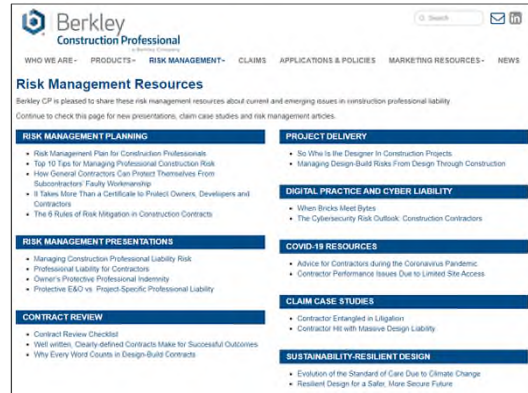 Berkley
Construction Professional
a Berkley Company
Search
in
WHO WE ARE
PRODUCTS
RISK MANAGEMENT
CLAIMS
APPLICATIONS & POLICIES
MARKETING RESOURCES
NEWS
Risk Management Resources
Berkley CP is pleased to share these risk management resources about current and emerging issues in construction professional liability
Continue to check this page for new presentations, claim case studies and risk management articles.
RISK MANAGEMENT PLANNING
• Risk Management Plan for Construction Professionals
• Top 10 Tips for Managing Professional Construction Risk
• How General Contractors Can Protect Themselves From
Subcontractors' Faulty Workmanship
• It Takes More Than a Certificate to Protect Owners, Developers and
Contractors
• The 6 Rules of Risk Mitigation in Construction Contracts
RISK MANAGEMENT PRESENTATIONS
• Managing Construction Professional Liability Risk
• Professional Liability for Contractors
• Owner's Protective Professional Indemnity
• Protective E&O vs. Project-Specific Professional Liability
CONTRACT REVIEW
• Contract Review Checklist
• Well written, Clearly-defined Contracts Make for Successful Outcomes
• Why Every Word Counts in Design-Build Contracts
PROJECT DELIVERY
• So Who Is the Designer In Construction Projects
• Managing Design-Build Risks From Design Through Construction
DIGITAL PRACTICE AND CYBER LIABILITY
• When Bricks Meet Bytes
• The Cybersecurity Risk Outlook: Construction Contractors
COVID-19 RESOURCES
• Advice for Contractors during the Coronavirus Pandemic
• Contractor Performance Issues Due to Limited Site Access
CLAIM CASE STUDIES
• Contractor Entangled in Litigation
• Contractor Hit with Massive Design Liability
SUSTAINABILITY-RESILIENT DESIGN
• Evolution of the Standard of Care Due to Climate Change
• Resilient Design for a Safer, More Secure Future